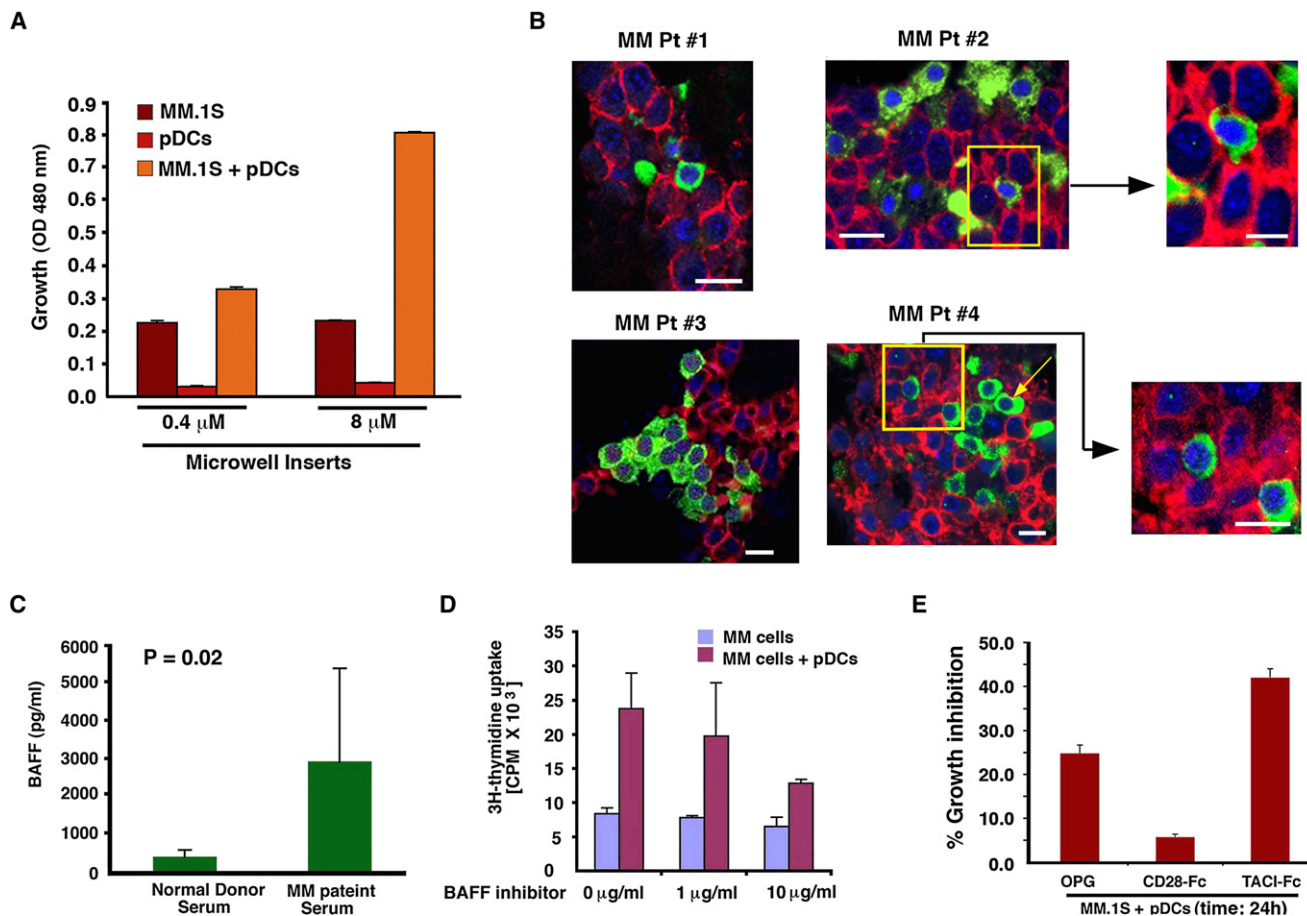 A
Growth (OD 480 nm)
0.9
0.8
0.7
0.6
0.5
0.4
0.3
0.2
0.1
0.0
MM.1S
pDCs
MM.1S + pDCs
0.4 μM
8 μM
Microwell Inserts
B
MM Pt #1
MM Pt #2
MM Pt #3
MM Pt #4
C
BAFF (pg/ml)
6000
5000
4000
3000
2000
1000
0
P = 0.02
Normal Donor
Serum
MM pateint
Serum
D
3H-thymidine uptake
[CPM X 10 3]
35
30
25
20
15
10
5
0
MM cells
MM cells + pDCs
BAFF inhibitor
0 μg/ml
1 μg/ml
10 μg/ml
E
% Growth inhibition
50.0
40.0
30.0
20.0
10.0
0.0
OPG
CD28-Fc
TACI-Fc
MM.1S + pDCs (time: 24h)